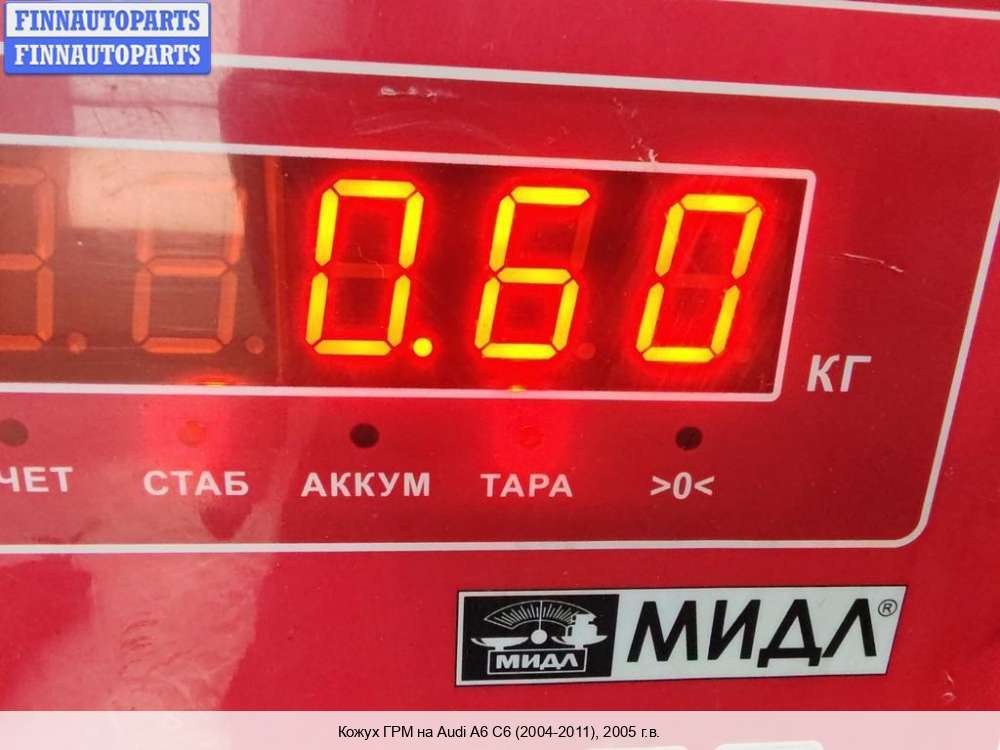 FINNAUTOPARTS
FINNAUTOPARTS
0.60
КГ
ЧЕТ СТАБ АККУМ ТАРА >0<
МИДЛ МИДЛ®
Кожух ГРМ на Audi A6 C6 (2004-2011), 2005 г.в.